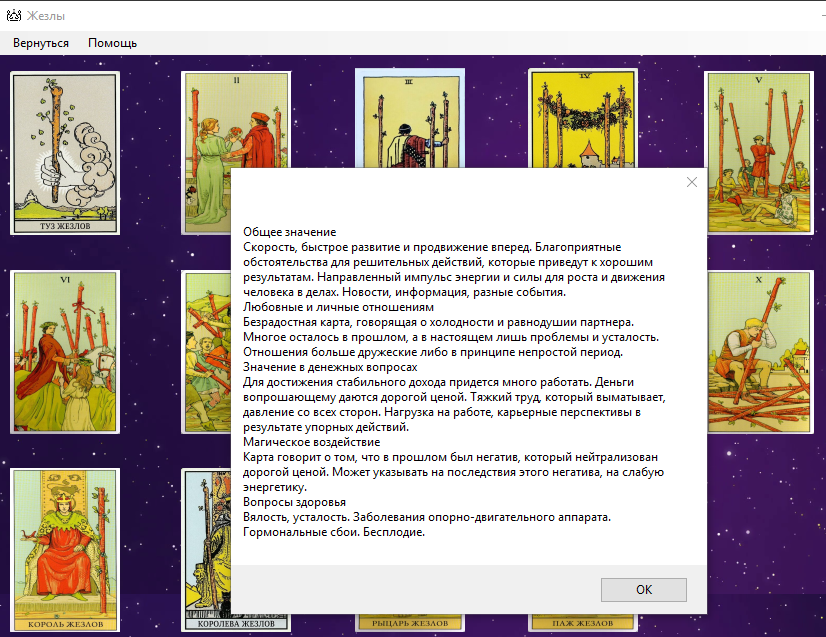 Жезлы
Вернуться Помощь
II
III
IV
V
ТУЗ ЖЕЗЛОВ
VI
X
Общее значение
Скорость, быстрое развитие и продвижение вперед. Благоприятные
обстоятельства для решительных действий, которые приведут к хорошим
результатам. Направленный импульс энергии и силы для роста и движения
человека в делах. Новости, информация, разные события.
Любовные и личные отношениям
Безрадостная карта, говорящая о холодности и равнодушии партнера.
Многое осталось в прошлом, а в настоящем лишь проблемы и усталость.
Отношения больше дружеские либо в принципе непростой период.
Значение в денежных вопросах
Для достижения стабильного дохода придется много работать. Деньги
вопрошающему даются дорогой ценой. Тяжкий труд, который выматывает,
давление со всех сторон. Нагрузка на работе, карьерные перспективы в
результате упорных действий.
Магическое воздействие
Карта говорит о том, что в прошлом был негатив, который нейтрализован
дорогой ценой. Может указывать на последствия этого негатива, на слабую
энергетику.
Вопросы здоровья
Вялость, усталость. Заболевания опорно-двигательного аппарата.
Гормональные сбои. Бесплодие.
OK
КОРОЛЬ ЖЕЗЛОВ
КОРОЛЕВА ЖЕЗЛОВ
РЫЦАРЬ ЖЕЗЛОВ
ПАЖ ЖЕЗЛОВ